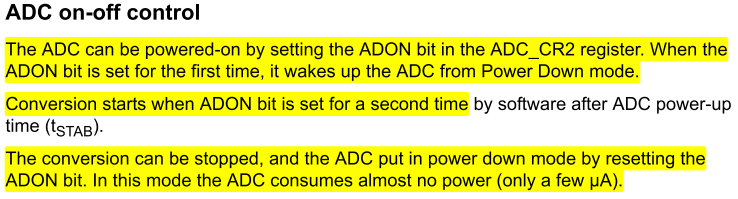 ADC on-off control
The ADC can be powered-on by setting the ADON bit in the ADC_CR2 register. When the
ADON bit is set for the first time, it wakes up the ADC from Power Down mode.
Conversion starts when ADON bit is set for a second time by software after ADC power-up
time (tSTAB).
The conversion can be stopped, and the ADC put in power down mode by resetting the
ADON bit. In this mode the ADC consumes almost no power (only a few µA).